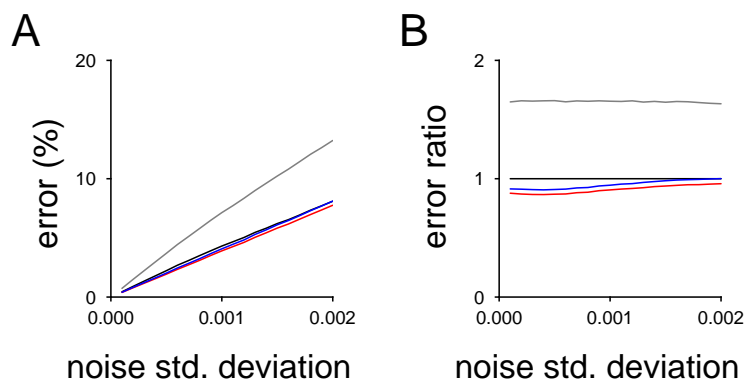 A
20
10
0
error (%)
0.000 0.001 0.002
noise std. deviation
B
2
1
0
error ratio
0.000 0.001 0.002
noise std. deviation